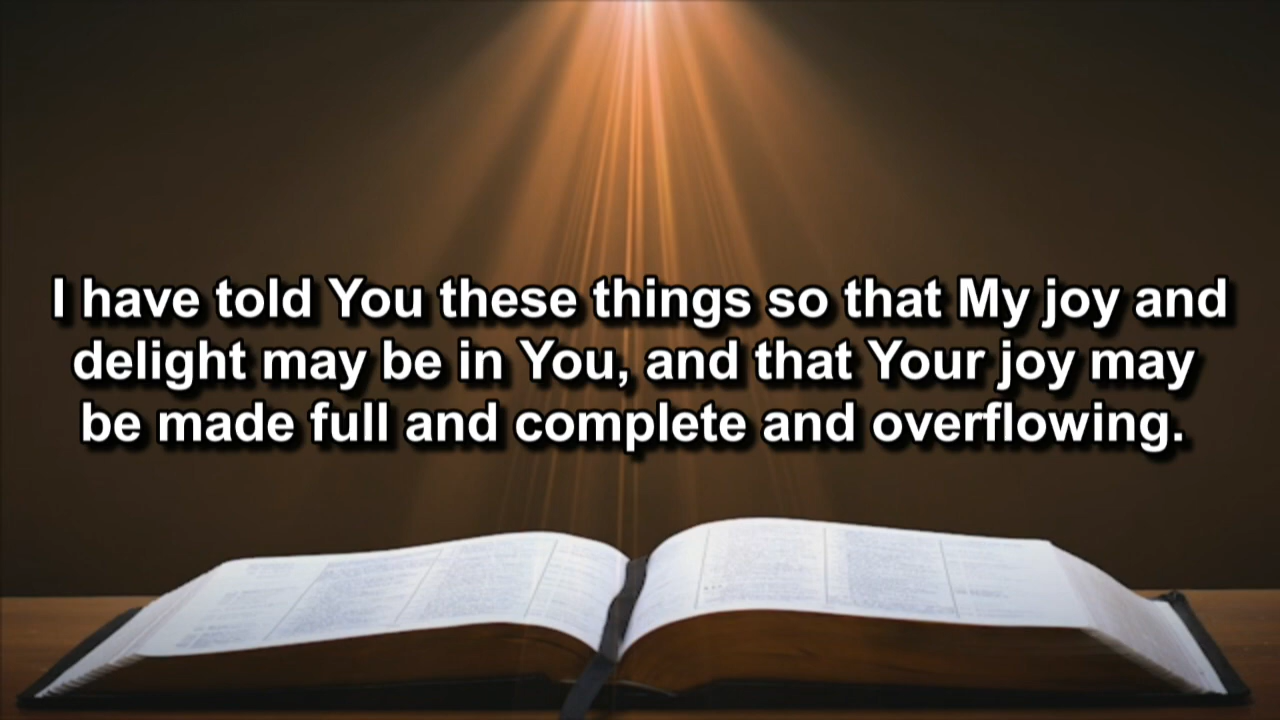 I have told You these things so that My joy and
delight may be in You, and that Your joy may
be made full and complete and overflowing.